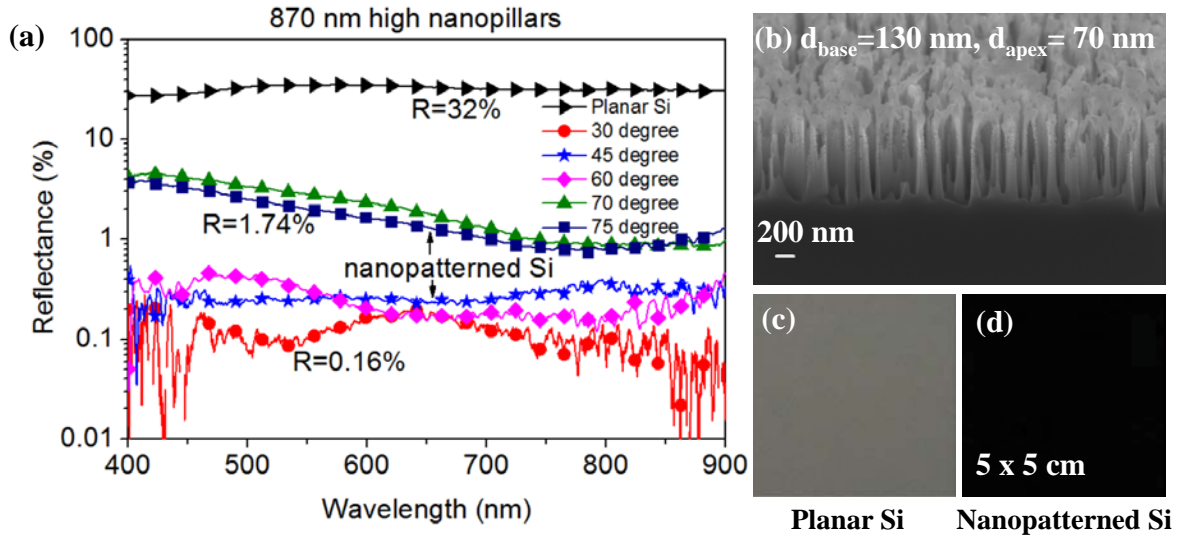 870 nm high nanopillars
(a)
100
10
1
0.1
0.01
Reflectance (%)
R=32%
R=1.74%
nanopatterned Si
R=0.16%
Planar Si
30 degree
45 degree
60 degree
70 degree
75 degree
400
500
600
700
800
900
Wavelength (nm)
(b) dbase=130 nm, dapex= 70 nm
200 nm
(c)
(d)
5 x 5 cm
Planar Si
Nanopatterned Si